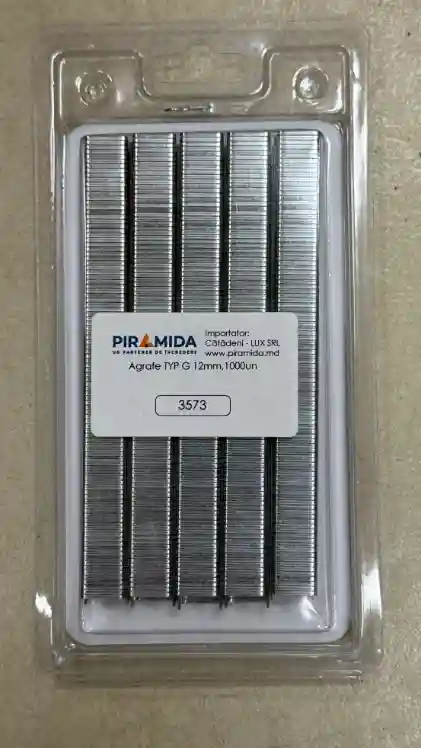 PIRAMIDA
UN PARTENER DE ÎNCREDERE
Importator:
Cătădeni - LUX SRL
www.piramida.md
Agrafe TYP G 12mm,1000un
3573